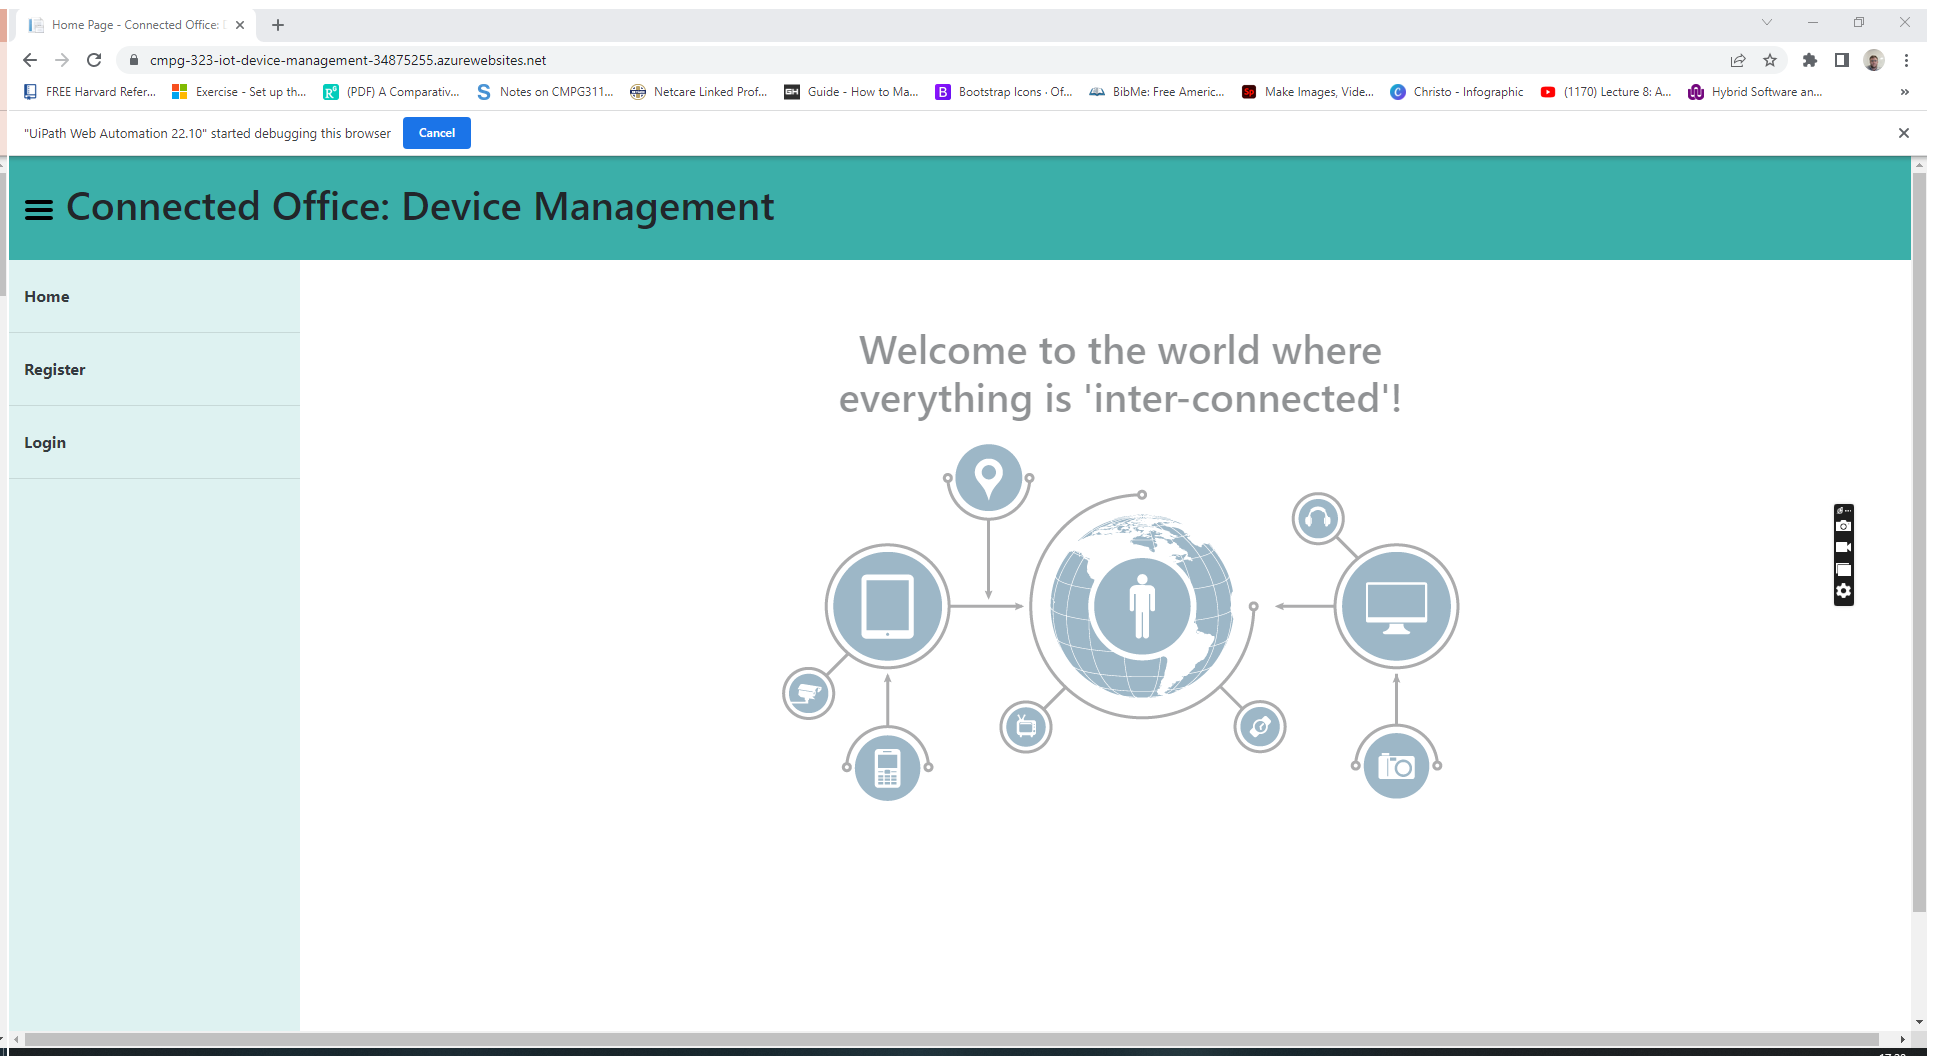 Home Page - Connected Office:
cmpg-323-iot-device-management-34875255.azurewebsites.net
FREE Harvard Refer... Exercise - Set up th... (PDF) A Comparativ... Notes on CMPG311... Netcare Linked Prof... Guide - How to Ma... Bootstrap Icons · Of... BibMe: Free Americ... Make Images, Vide... Christo - Infographic (1170) Lecture 8: A... Hybrid Software an... »
"UiPath Web Automation 22.10" started debugging this browser Cancel
Connected Office: Device Management
Home
Register
Login
Welcome to the world where
everything is 'inter-connected'!